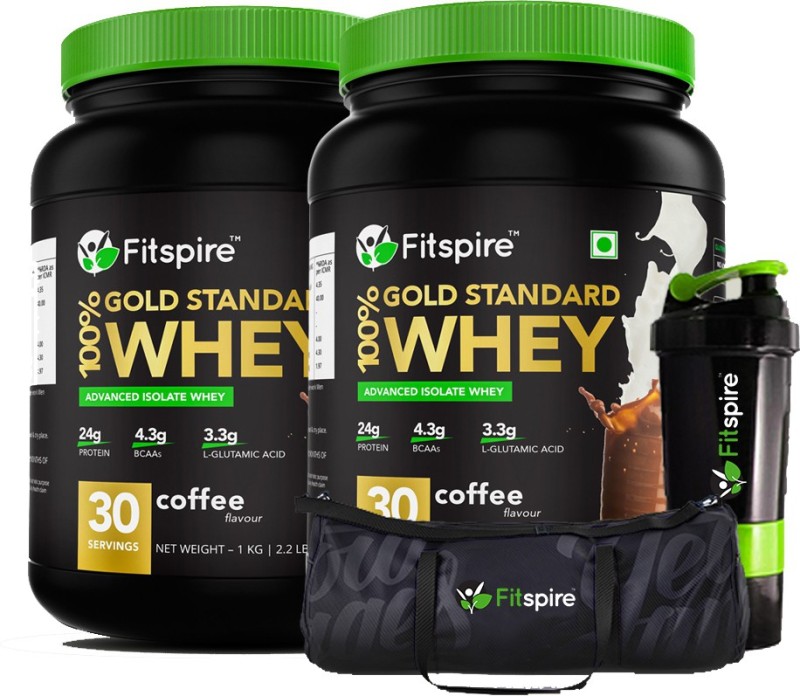 Fitspire™
100% GOLD STANDA
WHEY
ADVANCED ISOLATE WHEY
24g PROTEIN
4.3g BCAAs
3.3g L-GLUTAMIC ACID
30 SERVINGS
coffee
flavour
NET WEIGHT – 1 KG | 2.2 LB
Fitspire™
100% GOLD STANDARD
WHEY
ADVANCED ISOLATE WHEY
24g PROTEIN
4.3g BCAAs
3.3g L-GLUTAMIC ACID
30
coffee
flavour
Fitspire
Fitspire